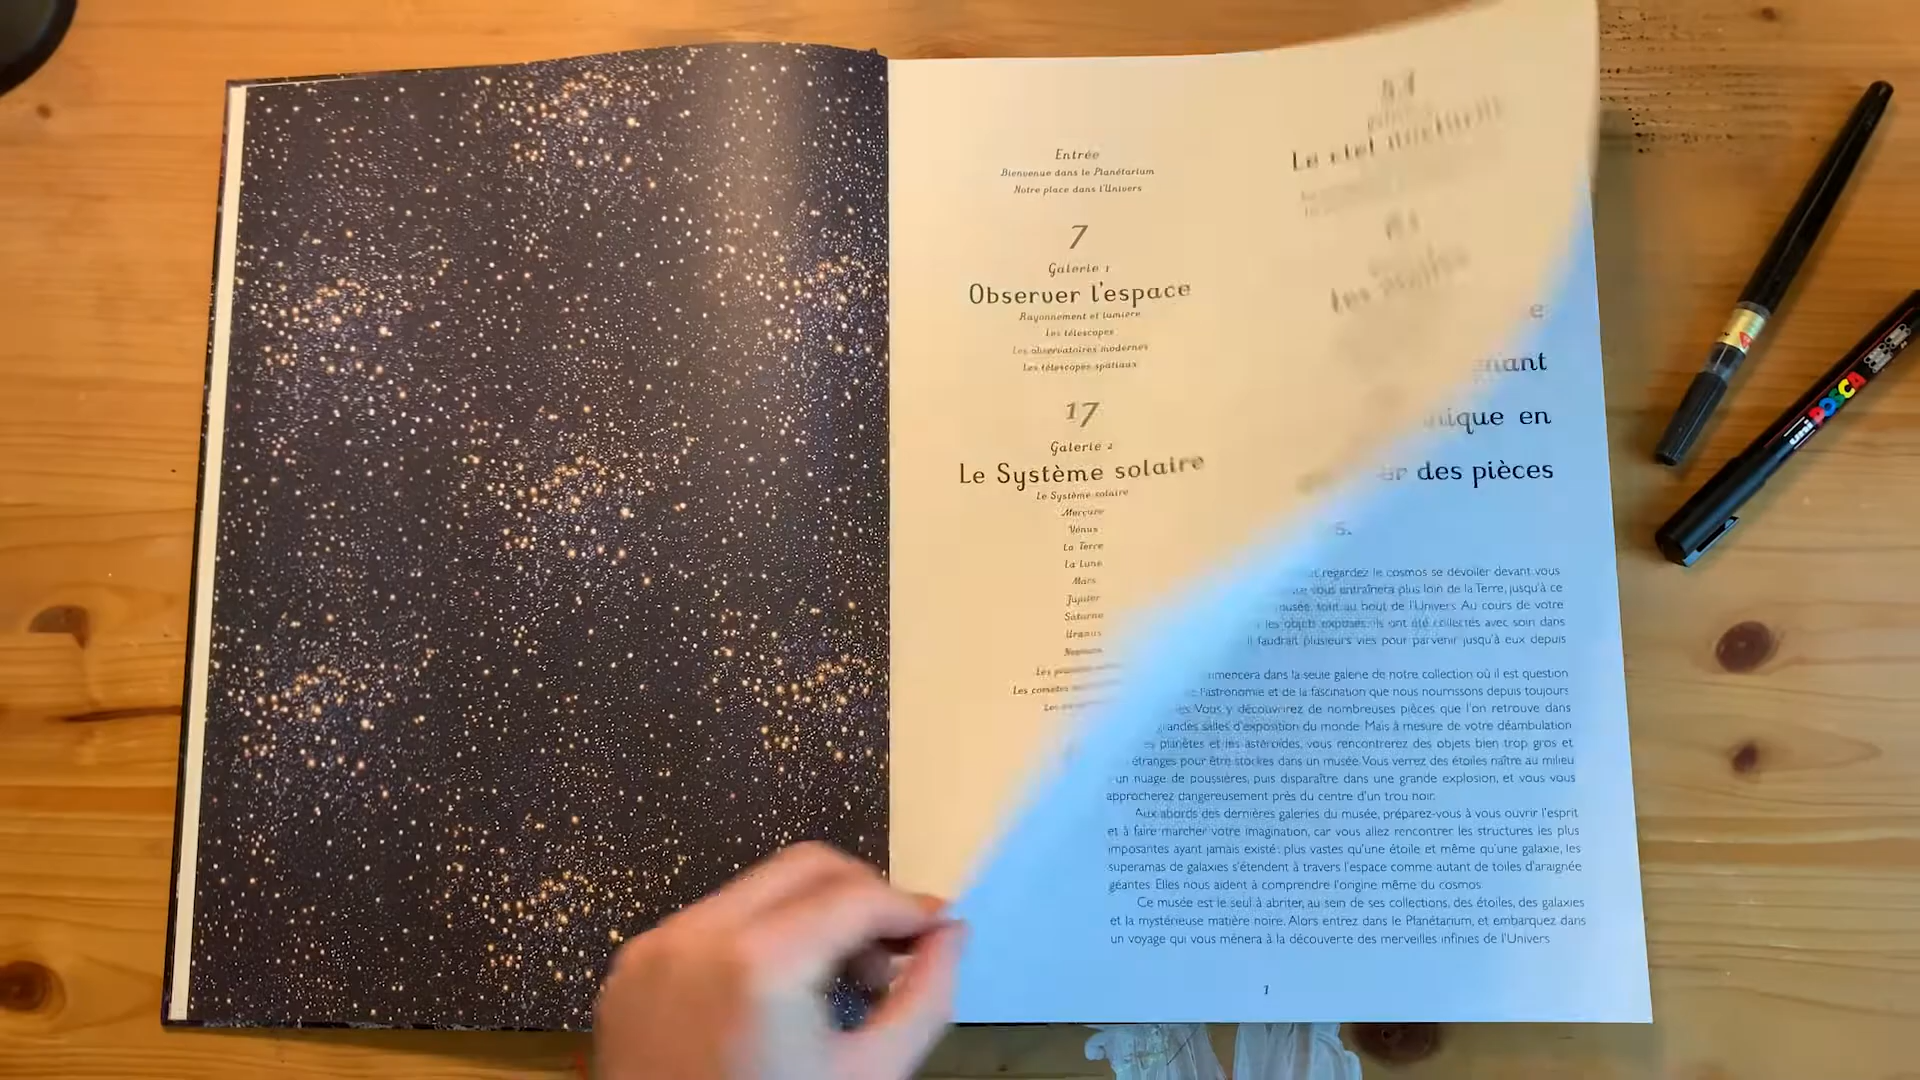 Entrée
Bienvenue dans le Planétarium
Notre place dans l'Univers
7
Galerie 1
Observer l'espace
Rayonnement et lumière
Les télescopes
Les observatoires modernes
Les télescopes spatiaux
17
Galerie 2
Le Système solaire
Le Système solaire
Mercure
Vénus
La Terre
La Lune
Mars
Jupiter
Saturne
Uranus
Neptune
Les
Les comètes
Les
Le ciel nocturne
Les
en
des pièces
regardez le cosmos se dévoiler devant vous
vous entraînera plus loin de la Terre, jusqu'à ce
tout au bout de l'Univers. Au cours de votre
les objets exposés: ils ont été collectés avec soin dans
il faudrait plusieurs vies pour parvenir jusqu'à eux depuis
dans la seule galerie de notre collection où il est question
l'astronomie et de la fascination que nous nourrissons depuis toujours
Vous y découvrirez de nombreuses pièces que l'on retrouve dans
grandes salles d'exposition du monde. Mais à mesure de votre déambulation
planètes et les astéroïdes, vous rencontrerez des objets bien trop gros et
étranges pour être stockés dans un musée. Vous verrez des étoiles naître au milieu
un nuage de poussières, puis disparaître dans une grande explosion, et vous vous
approcherez dangereusement près du centre d'un trou noir.
Aux abords des dernières galeries du musée, préparez-vous à vous ouvrir l'esprit
et à faire marcher votre imagination, car vous allez rencontrer les structures les plus
imposantes ayant jamais existé: plus vastes qu'une étoile et même qu'une galaxie, les
superamas de galaxies s'étendent à travers l'espace comme autant de toiles d'araignée
géantes. Elles nous aident à comprendre l'origine même du cosmos.
Ce musée est le seul à abriter, au sein de ses collections, des étoiles, des galaxies
et la mystérieuse matière noire. Alors entrez dans le Planétarium, et embarquez dans
un voyage qui vous mènera à la découverte des merveilles infinies de l'Univers
1
uni POSCA